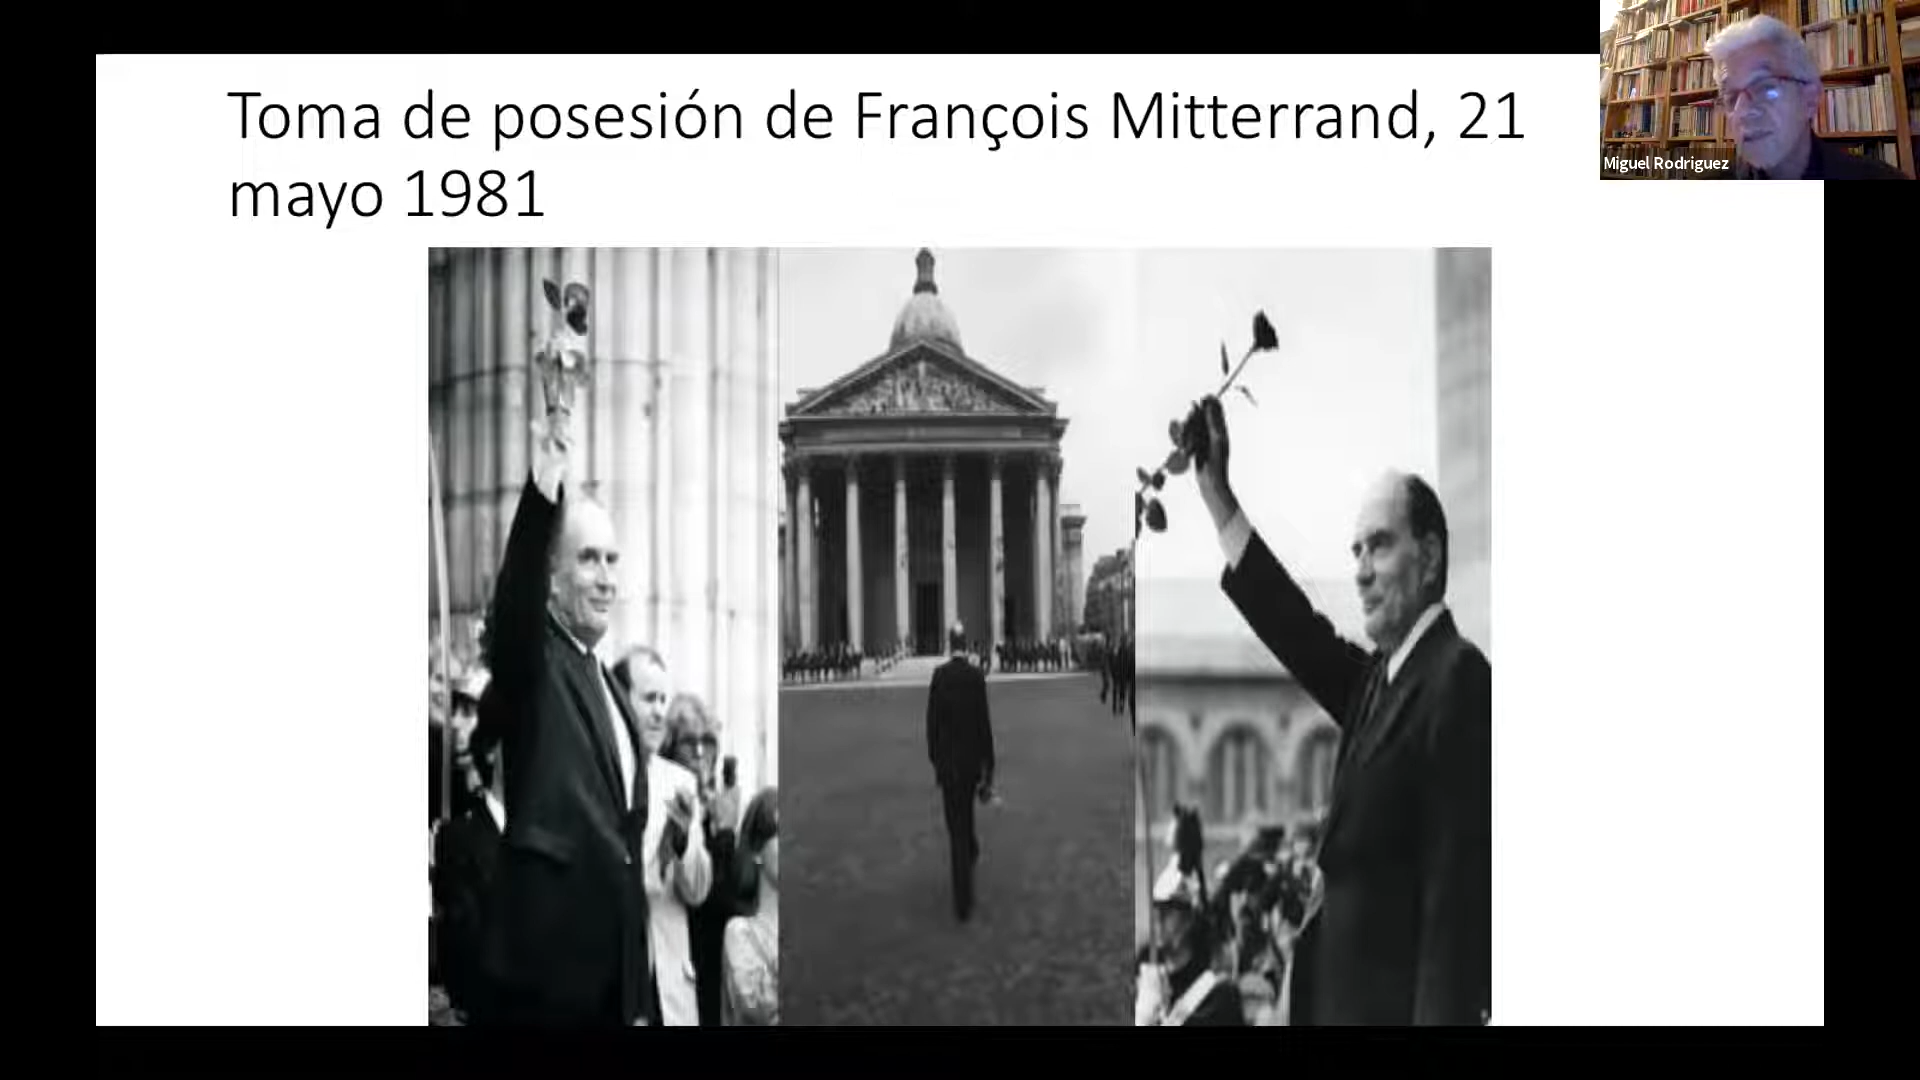 Toma de posesión de François Mitterrand, 21
mayo 1981
Miguel Rodriguez